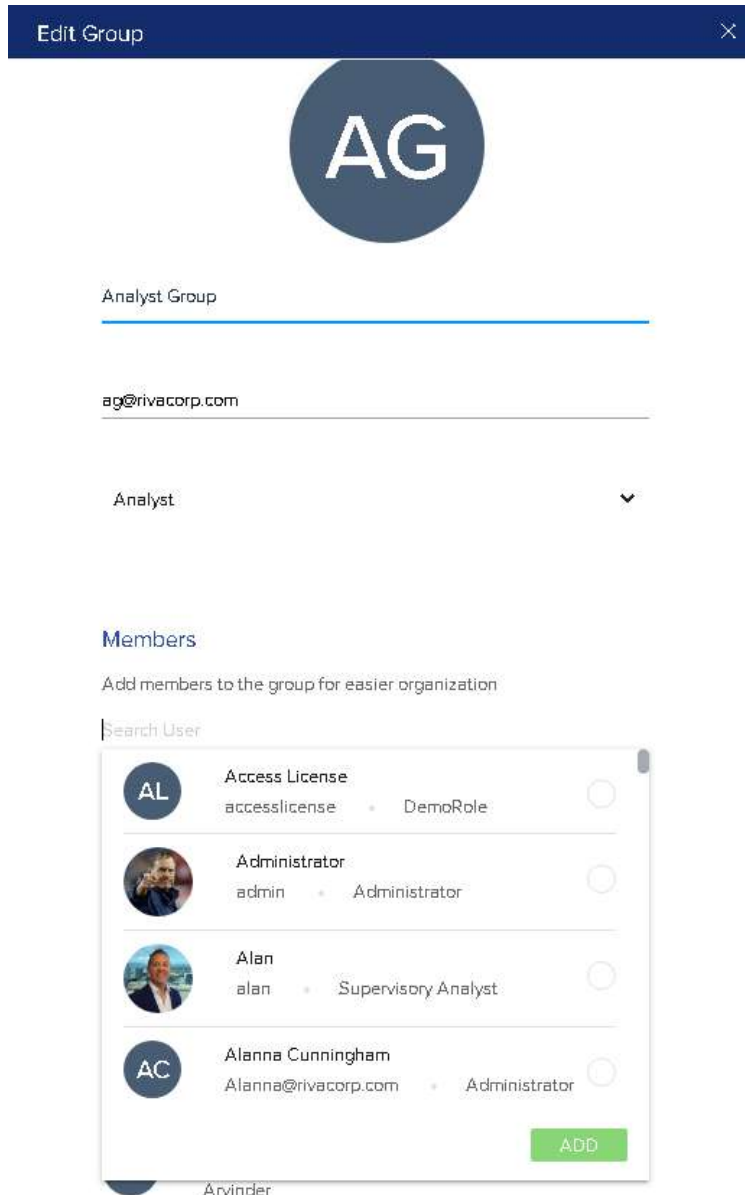 Edit Group
AG
Analyst Group
ag@rivacorp.com
Analyst
Members
Add members to the group for easier organization
Search User
AL
Access License
accesslicense DemoRole
Administrator
admin Administrator
Alan
alan Supervisory Analyst
AC
Alanna Cunningham
Alanna@rivacorp.com Administrator
ADD
Arvinder